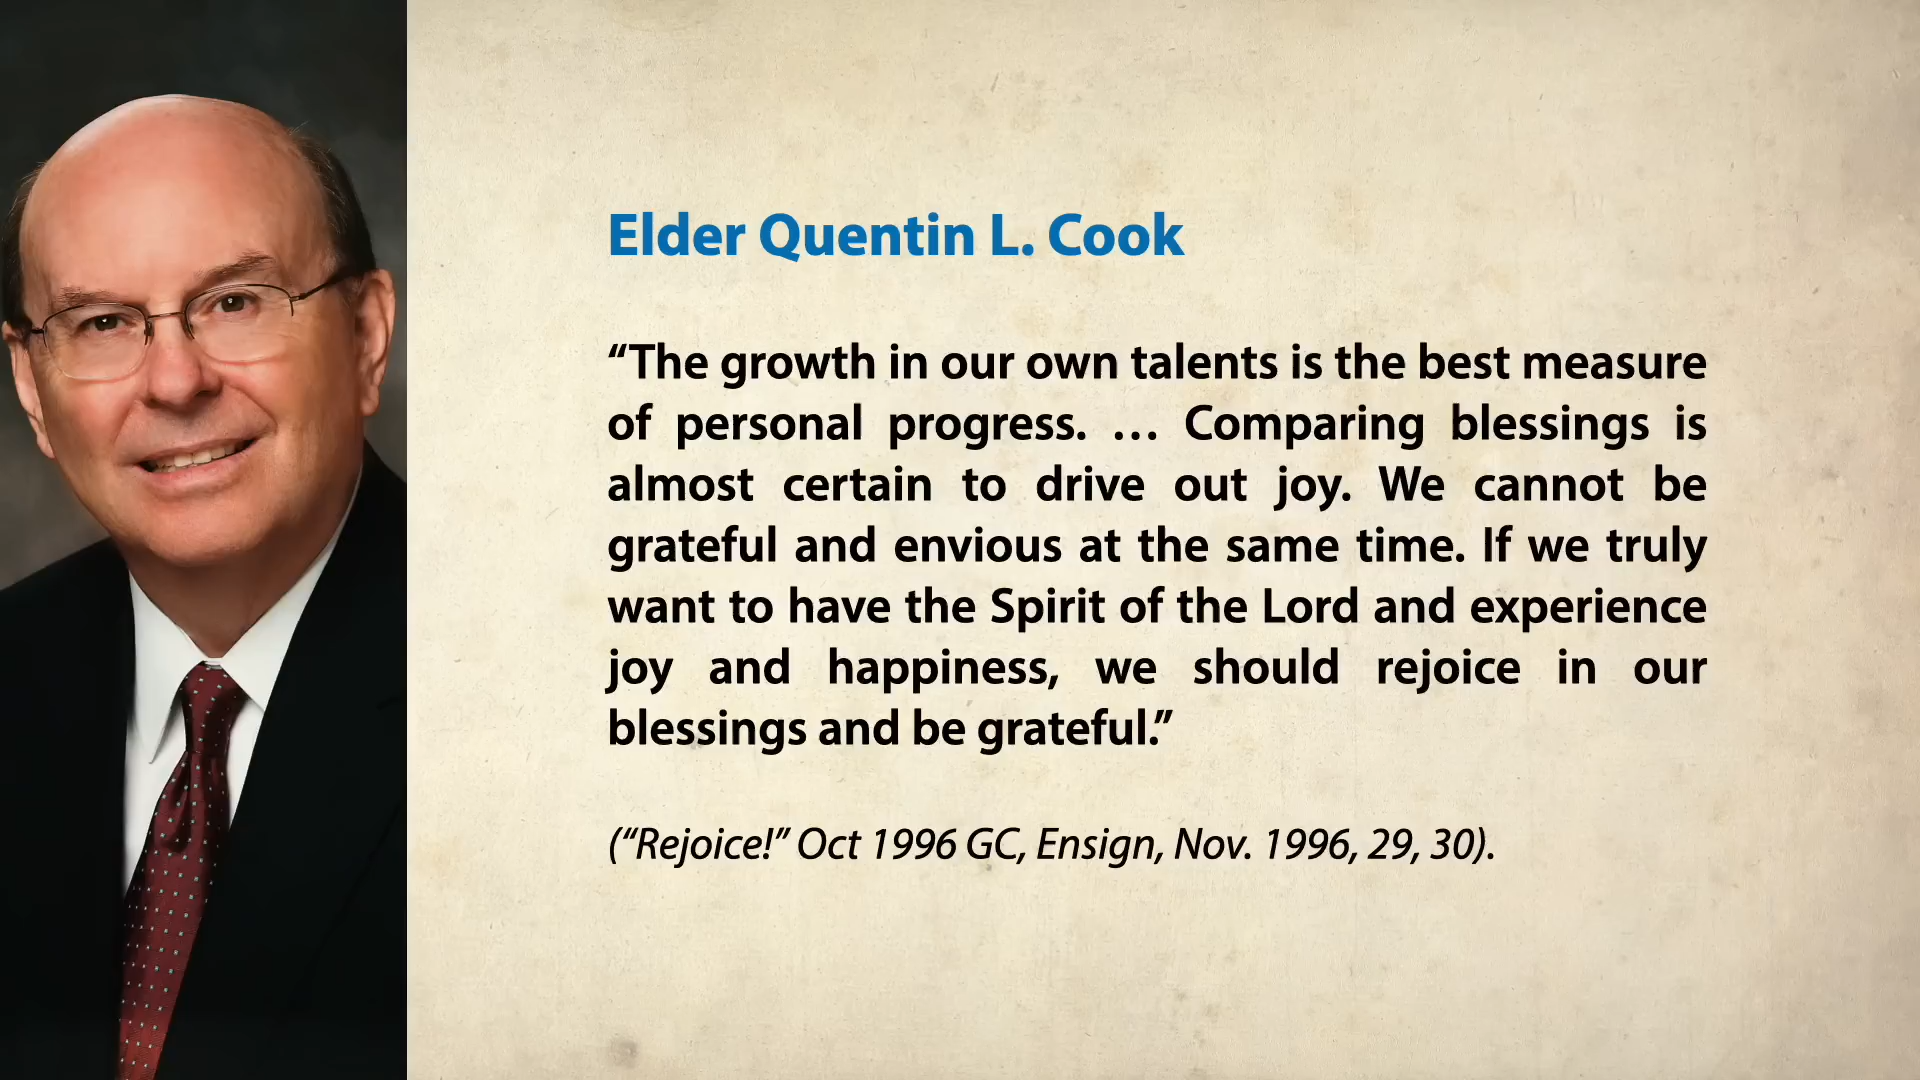 Elder Quentin L. Cook
“The growth in our own talents is the best measure
of personal progress. … Comparing blessings is
almost certain to drive out joy. We cannot be
grateful and envious at the same time. If we truly
want to have the Spirit of the Lord and experience
joy and happiness, we should rejoice in our
blessings and be grateful.”
(“Rejoice!” Oct 1996 GC, Ensign, Nov. 1996, 29, 30).